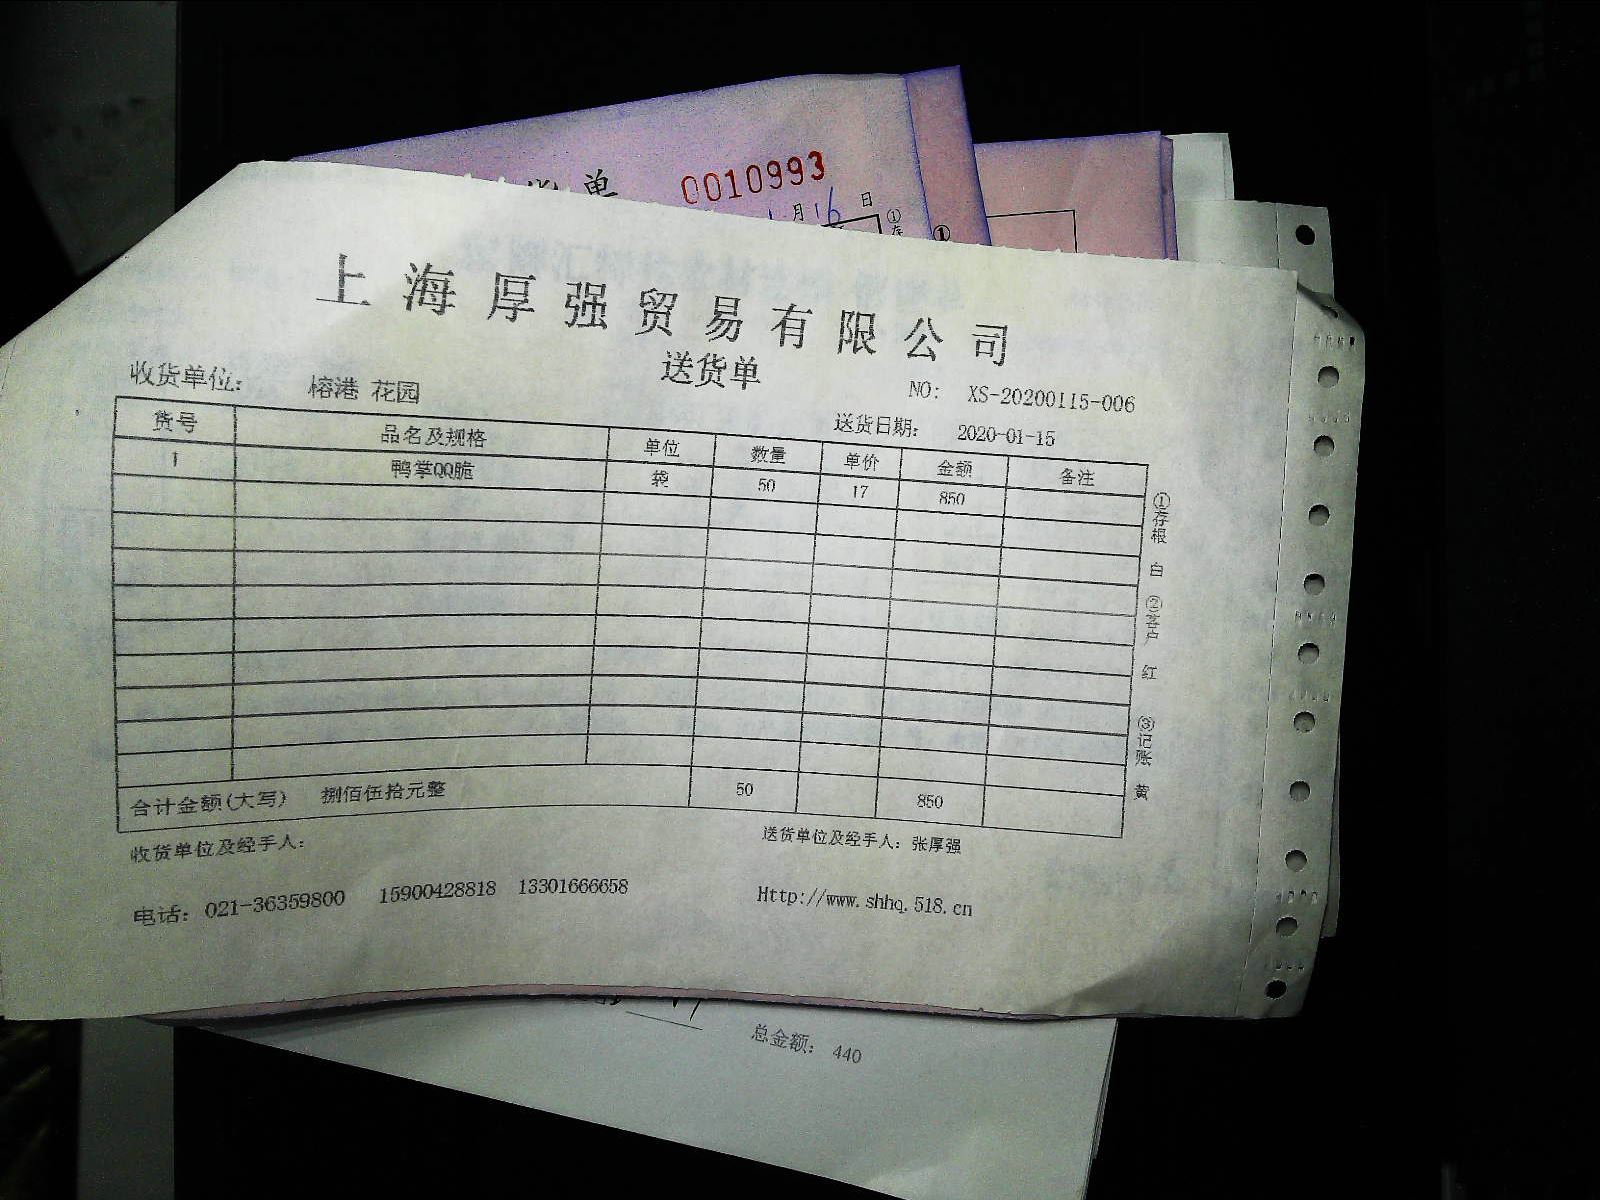 单 0010993
月 16 日
①
上海厚强贸易有限公司
送货单
收货单位: 榕港 花园
NO: XS-20200115-006
送货日期: 2020-01-15
货号 品名及规格 单位 数量 单价 金额 备注
1 鸭掌QQ脆 袋 50 17 850
合计金额(大写) 捌佰伍拾元整 50 850
①存根 白 ②客户 红 ③记账 黄
收货单位及经手人:
送货单位及经手人: 张厚强
电话: 021-36359800 15900428818 13301666658
Http://www.shhq.518.cn
总金额: 440